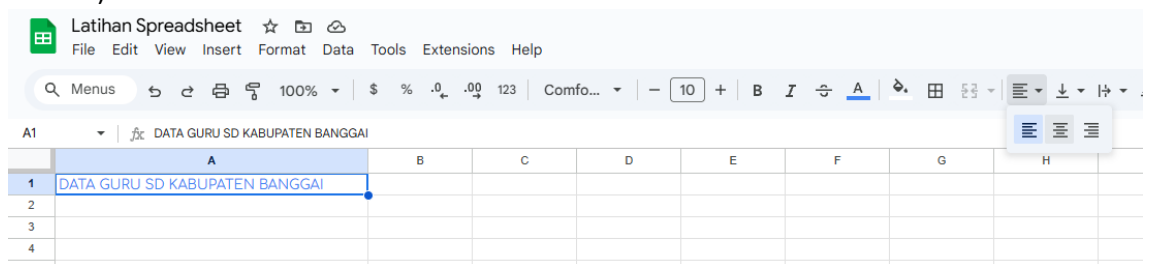 Latihan Spreadsheet
File Edit View Insert Format Data Tools Extensions Help
Menus 100% $ % .0 .00 123 Comfo... − 10 + B I S A
A1 fx DATA GURU SD KABUPATEN BANGGAI
A B C D E F G H
1 DATA GURU SD KABUPATEN BANGGAI
2
3
4